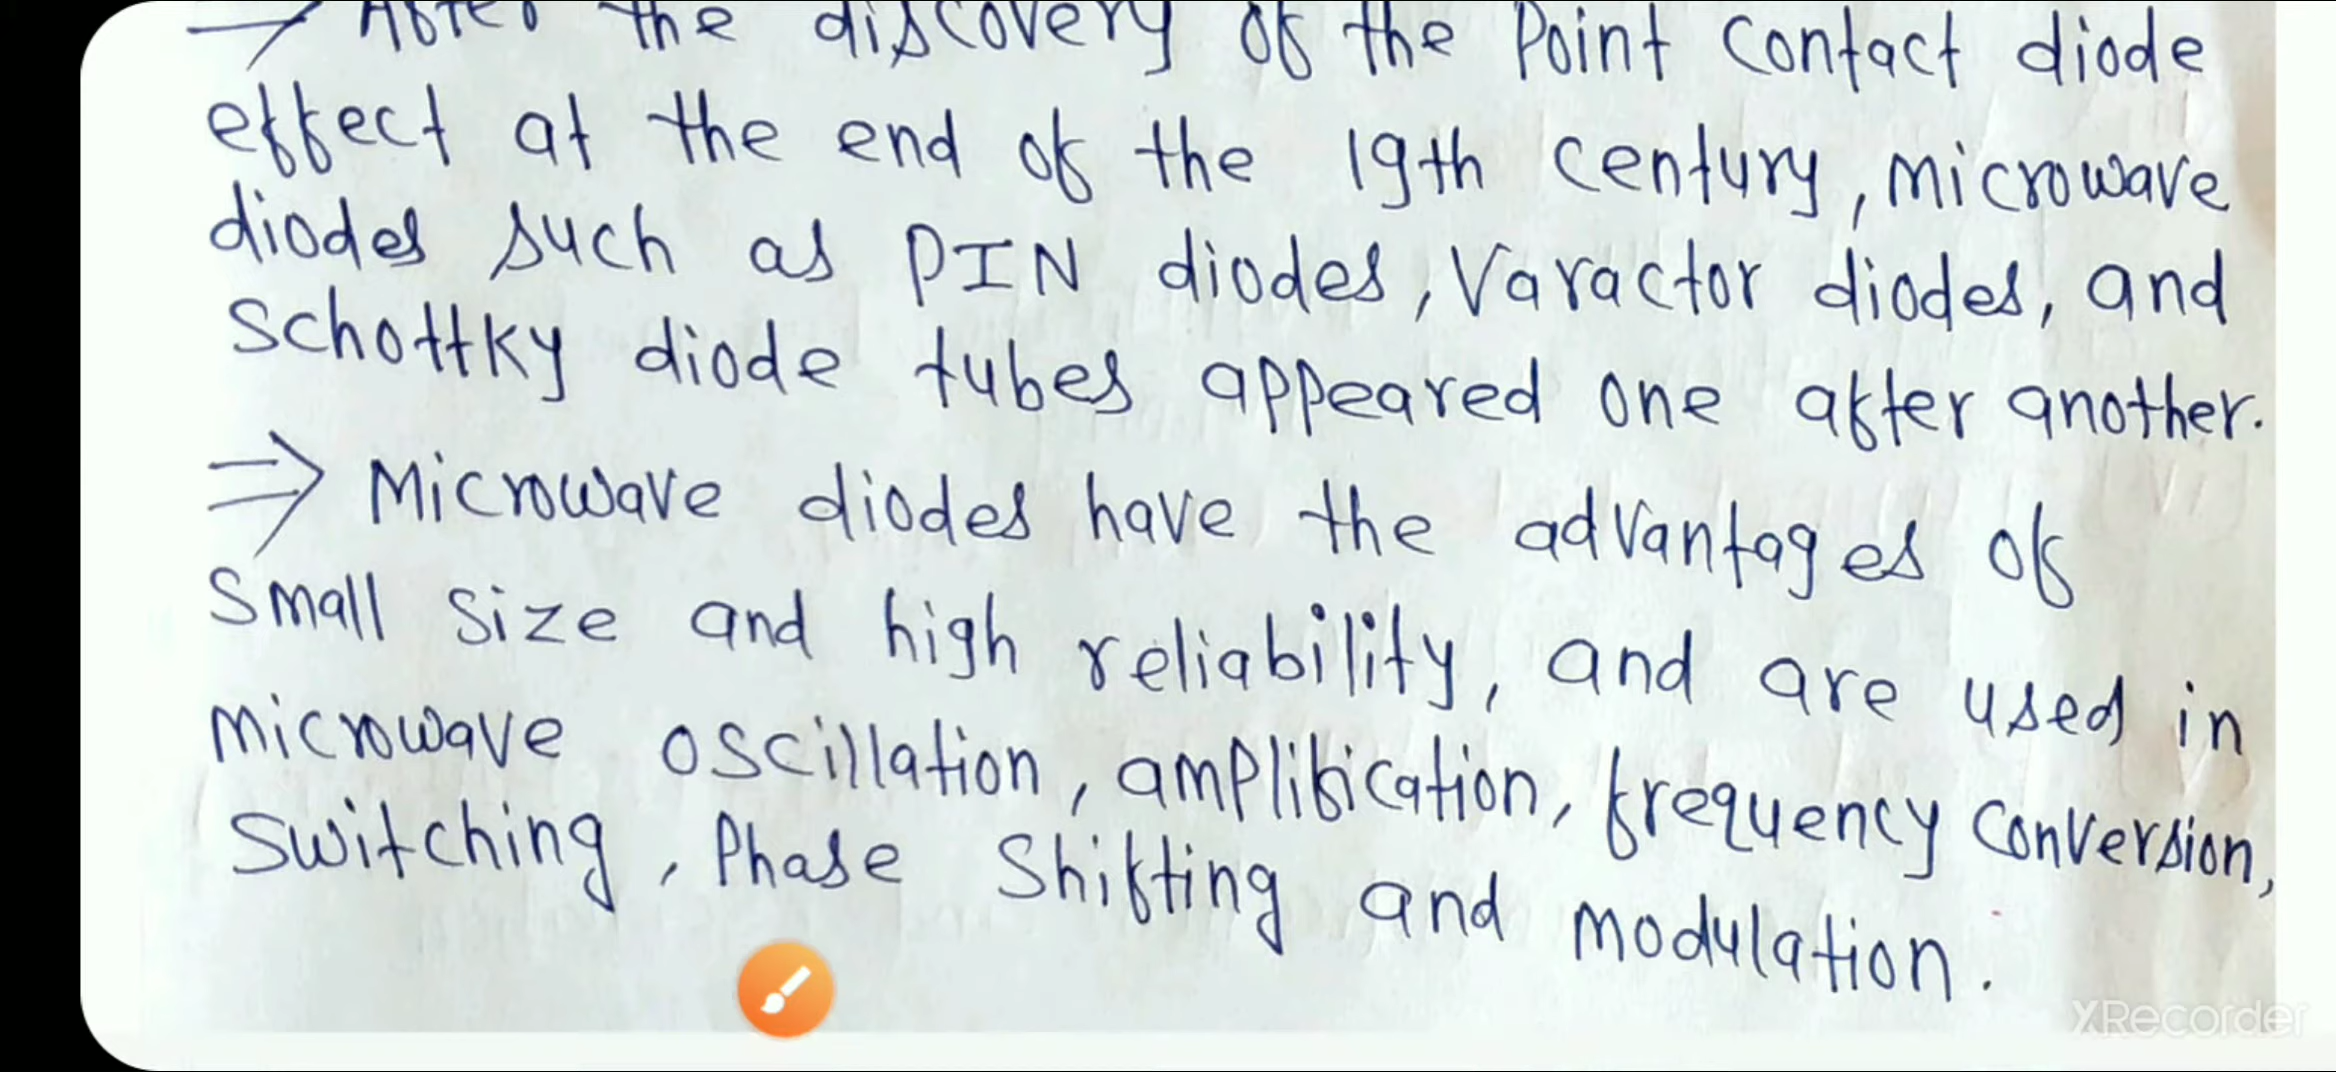 → After the discovery of the Point Contact diode
effect at the end of the 19th century, microwave
diodes such as PIN diodes, Varactor diodes, and
Schottky diode tubes appeared one after another.
⇒ Microwave diodes have the advantages of
Small size and high reliability, and are used in
microwave oscillation, amplification, frequency conversion,
Switching, Phase Shifting and modulation.
XRecorder